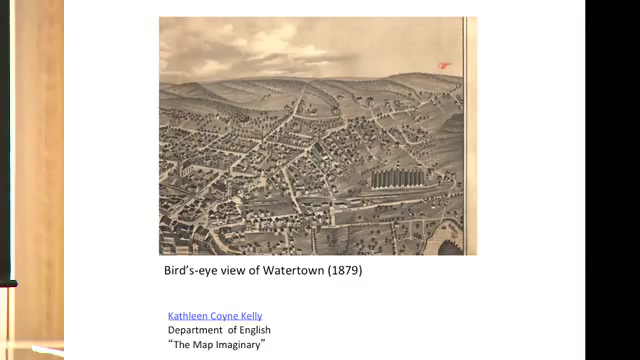 Bird’s-eye view of Watertown (1879)
Kathleen Coyne Kelly
Department  of English
“The Map Imaginary”